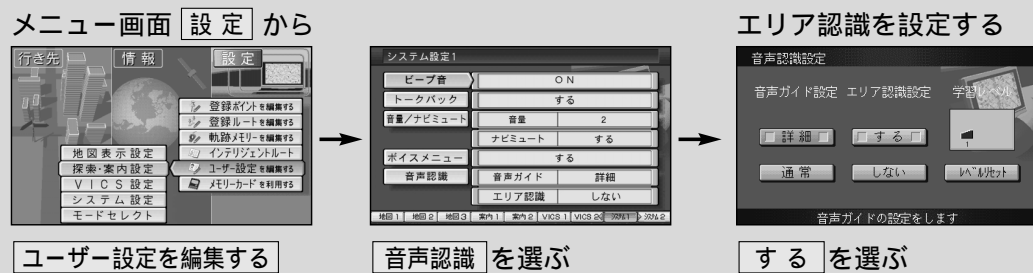 メニュー画面 設定 から
行き先 情報 設定
登録ポイントを編集する
登録ルートを編集する
軌跡メモリーを編集する
インテリジェントルート
ユーザー設定を編集する
メモリーカードを利用する
地図表示設定
探索・案内設定
VICS設定
システム設定
モードセレクト
ユーザー設定を編集する
システム設定1
ビープ音 ON
トークバック する
音量/ナビミュート 音量 2
ナビミュート する
ボイスメニュー する
音声認識 音声ガイド 詳細
エリア認識 しない
地図1 地図2 地図3 案内1 案内2 VICS 1 VICS 2 ｼｽﾃﾑ1 ｼｽﾃﾑ2
音声認識 を選ぶ
エリア認識を設定する
音声認識設定
音声ガイド設定 エリア認識設定 学習レベル
詳細 する
1
通常 しない ﾚﾍﾞﾙﾘｾｯﾄ
音声ガイドの設定をします
する を選ぶ